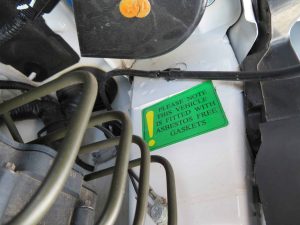 PLEASE NOTE
THIS VEHICLE
IS FITTED WITH
ASBESTOS FREE
GASKETS